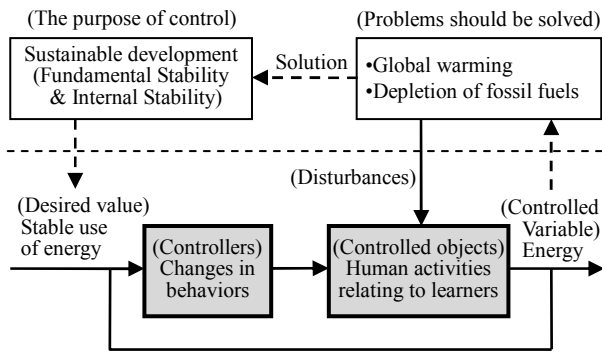 (The purpose of control)
Sustainable development
(Fundamental Stability
& Internal Stability)
Solution
(Problems should be solved)
•Global warming
•Depletion of fossil fuels
(Disturbances)
(Desired value)
Stable use
of energy
(Controllers)
Changes in
behaviors
(Controlled objects)
Human activities
relating to learners
(Controlled
Variable)
Energy